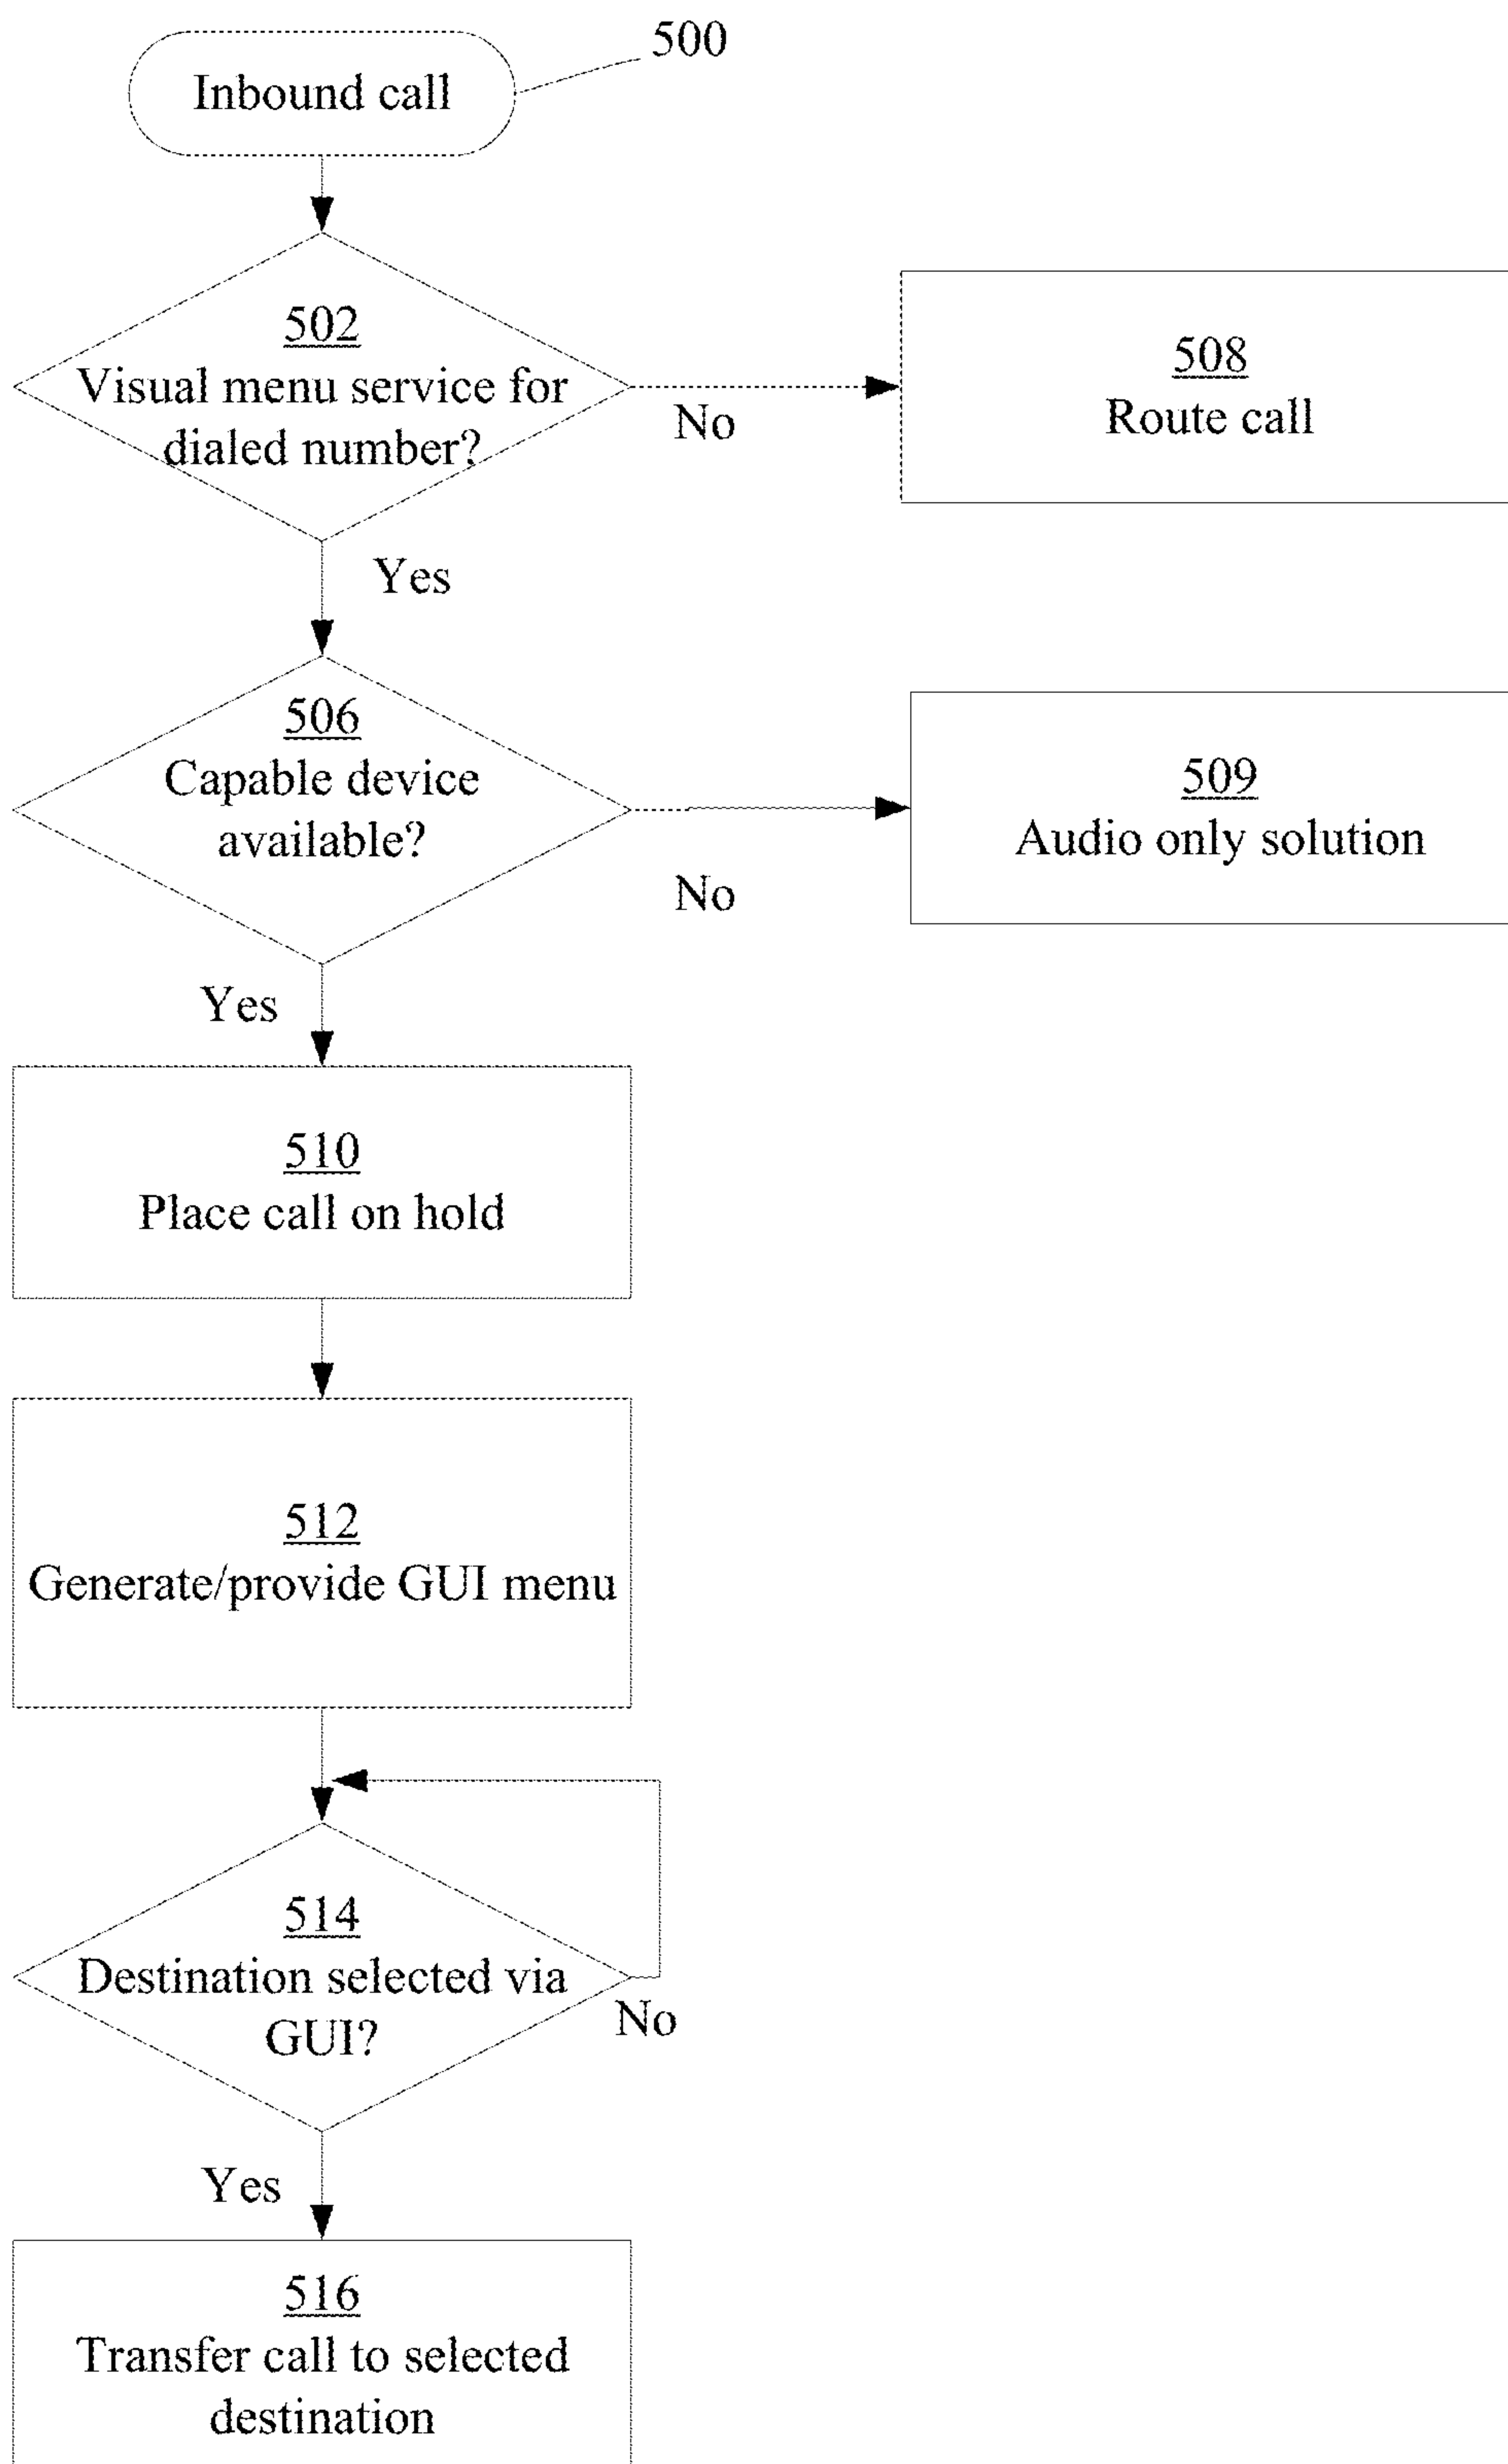 500
Inbound call
502
Visual menu service for
dialed number?
No
508
Route call
Yes
506
Capable device
available?
No
509
Audio only solution
Yes
510
Place call on hold
512
Generate/provide GUI menu
514
Destination selected via
GUI?
No
Yes
516
Transfer call to selected
destination